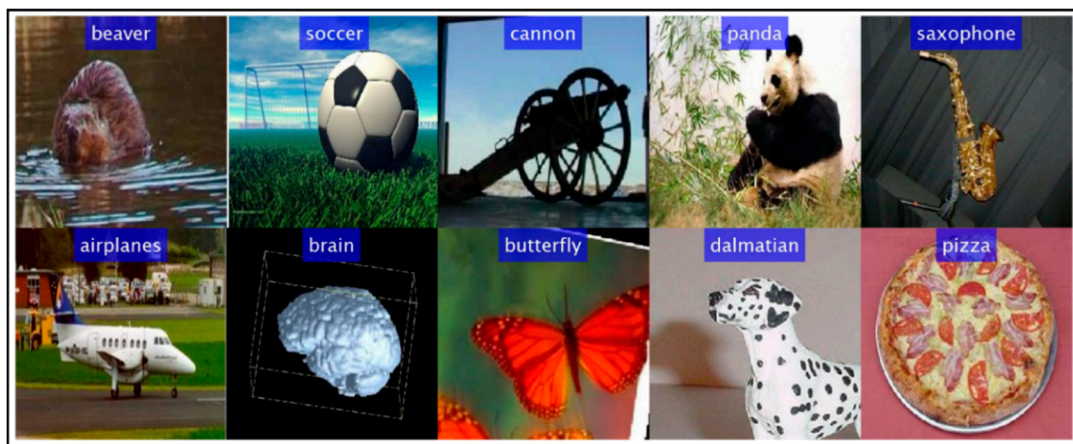 beaver
soccer
cannon
panda
saxophone
airplanes
brain
butterfly
dalmatian
pizza